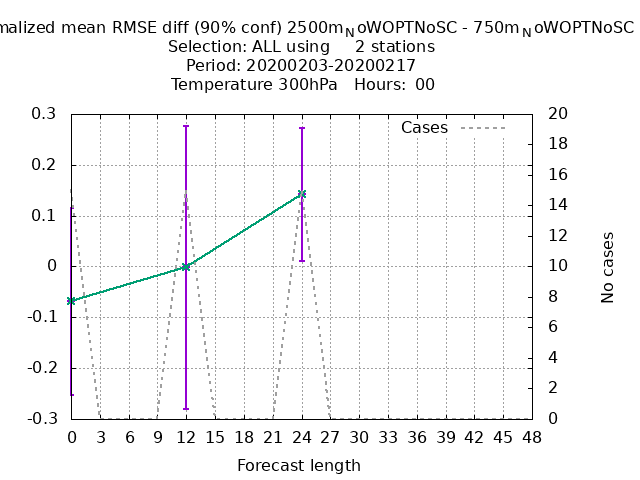 malized mean RMSE diff (90% conf) 2500mNoWOPTNoSC - 750mNoWOPTNoSC
Selection: ALL using 2 stations
Period: 20200203-20200217
Temperature 300hPa Hours: 00
Cases
0.3
0.2
0.1
0
-0.1
-0.2
-0.3
20
18
16
14
12
10
8
6
4
2
0
No cases
0 3 6 9 12 15 18 21 24 27 30 33 36 39 42 45 48
Forecast length